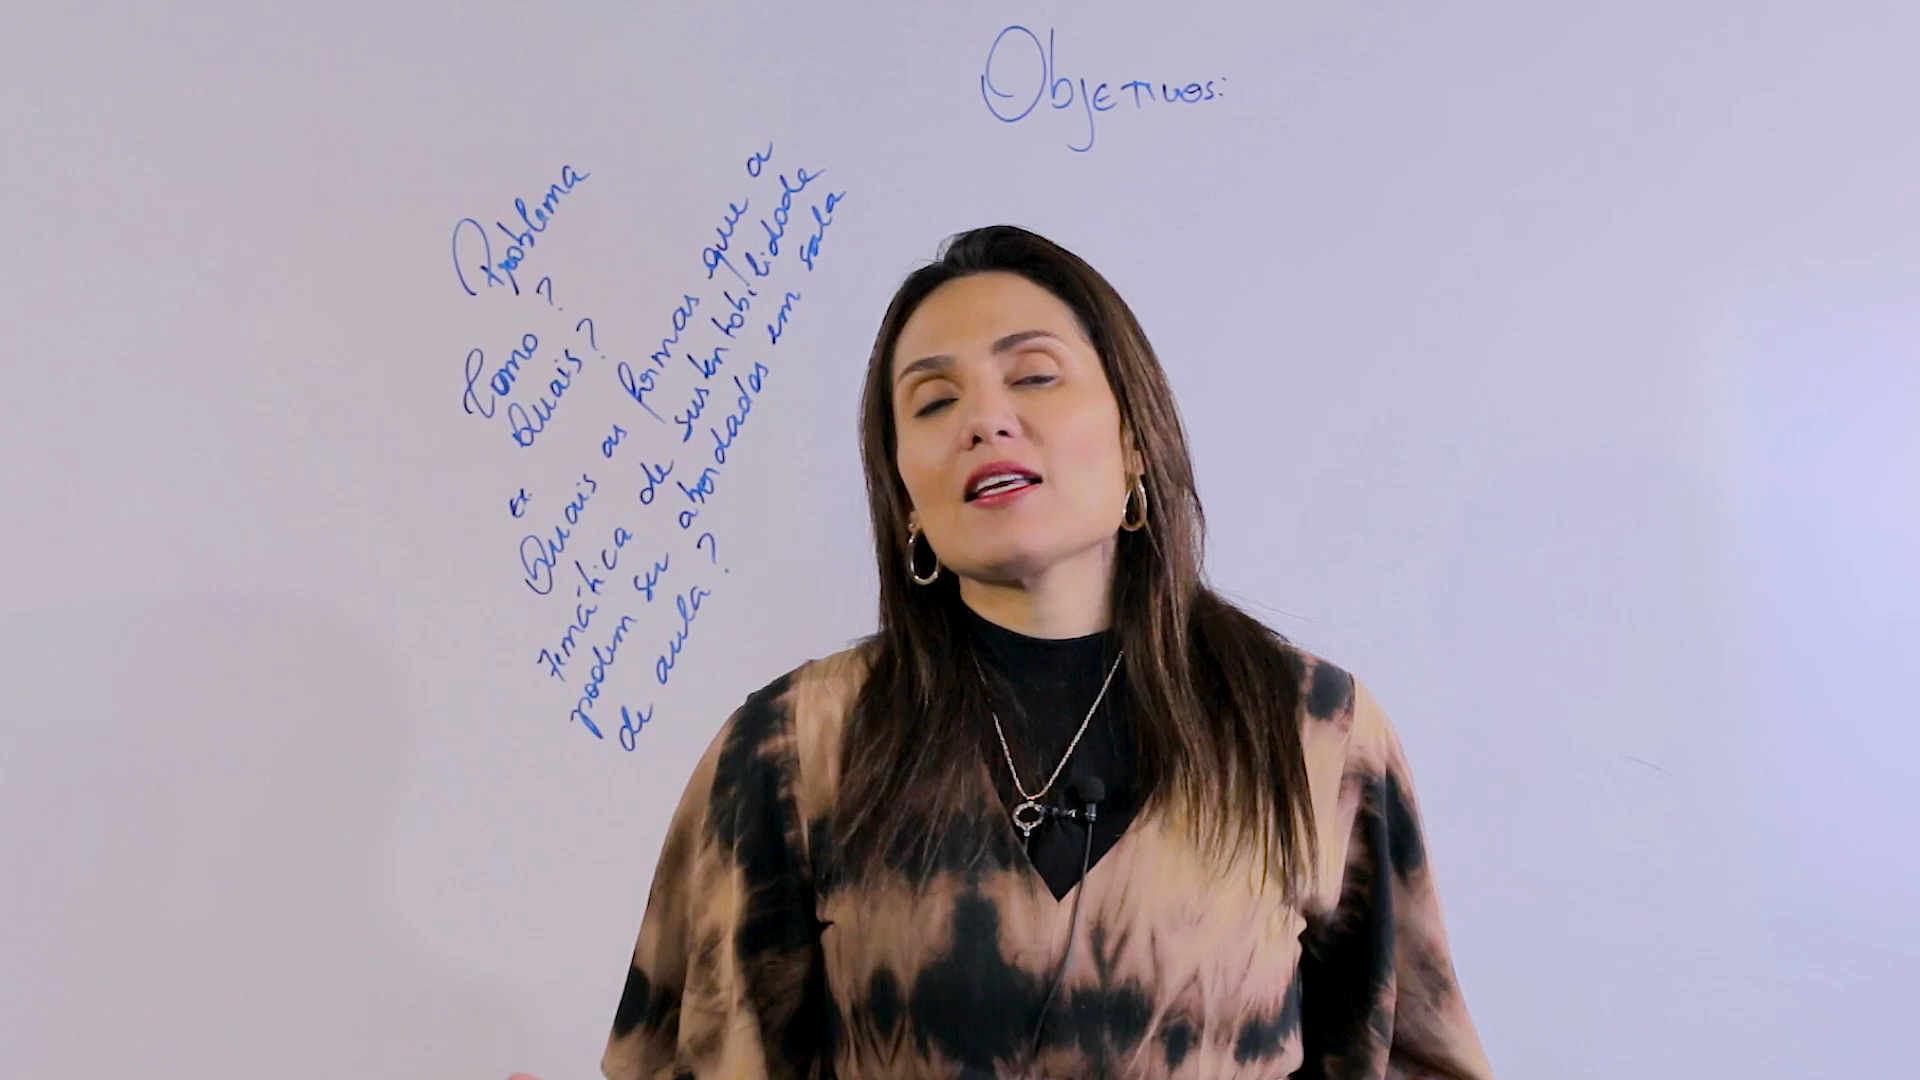 Problema
Como ?
Quais ?
Ex.
Quais as formas que a
temática de sustentabilidade
podem ser abordadas em sala
de aula ?
Objetivos: